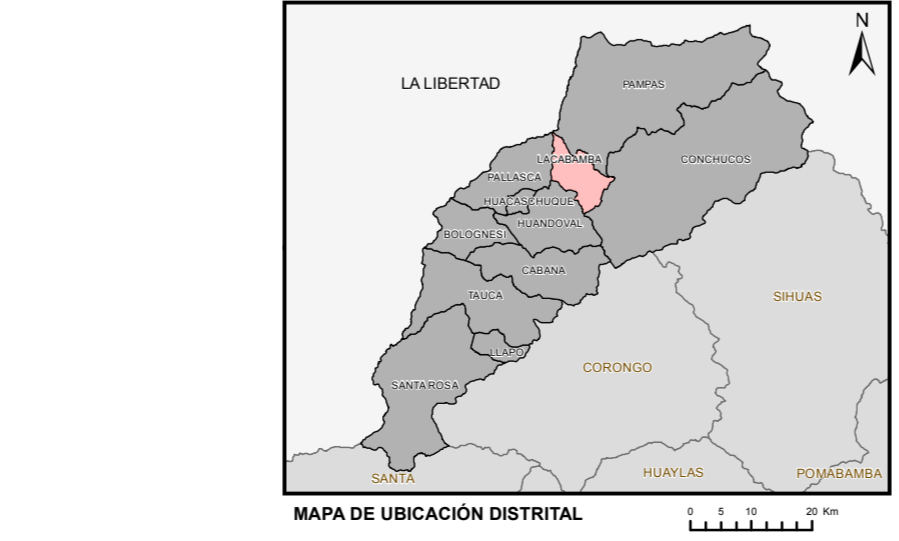 N
LA LIBERTAD
PAMPAS
LACABAMBA
CONCHUCOS
PALLASCA
HUACASCHUQUE
HUANDOVAL
BOLOGNESI
CABANA
TAUCA
SIHUAS
LLAPO
CORONGO
SANTA ROSA
SANTA
HUAYLAS
POMABAMBA
MAPA DE UBICACIÓN DISTRITAL
0 5 10 20 Km